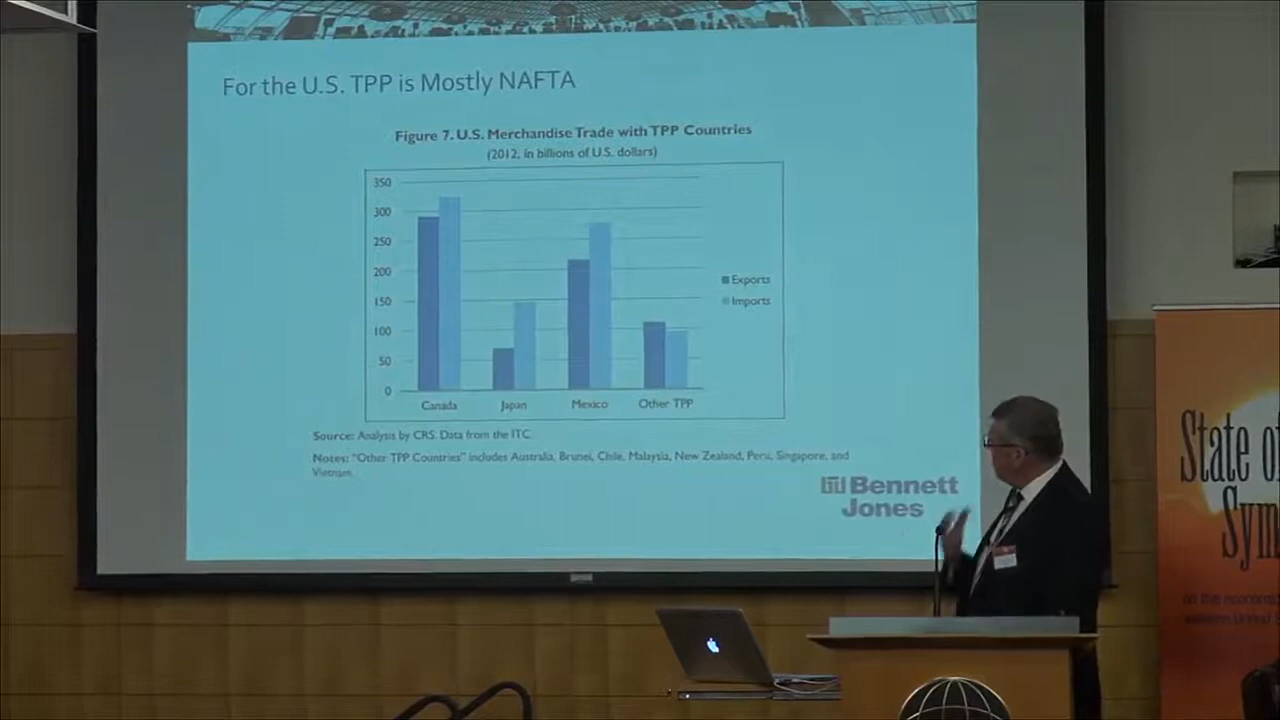 For the U.S. TPP is Mostly NAFTA
Figure 7. U.S. Merchandise Trade with TPP Countries
(2012, in billions of U.S. dollars)
350
300
250
200
150
100
50
0
Canada
Japan
Mexico
Other TPP
Exports
Imports
Source: Analysis by CRS. Data from the ITC.
Notes: "Other TPP Countries" includes Australia, Brunei, Chile, Malaysia, New Zealand, Peru, Singapore, and
Vietnam.
Bennett
Jones
State o
Sym